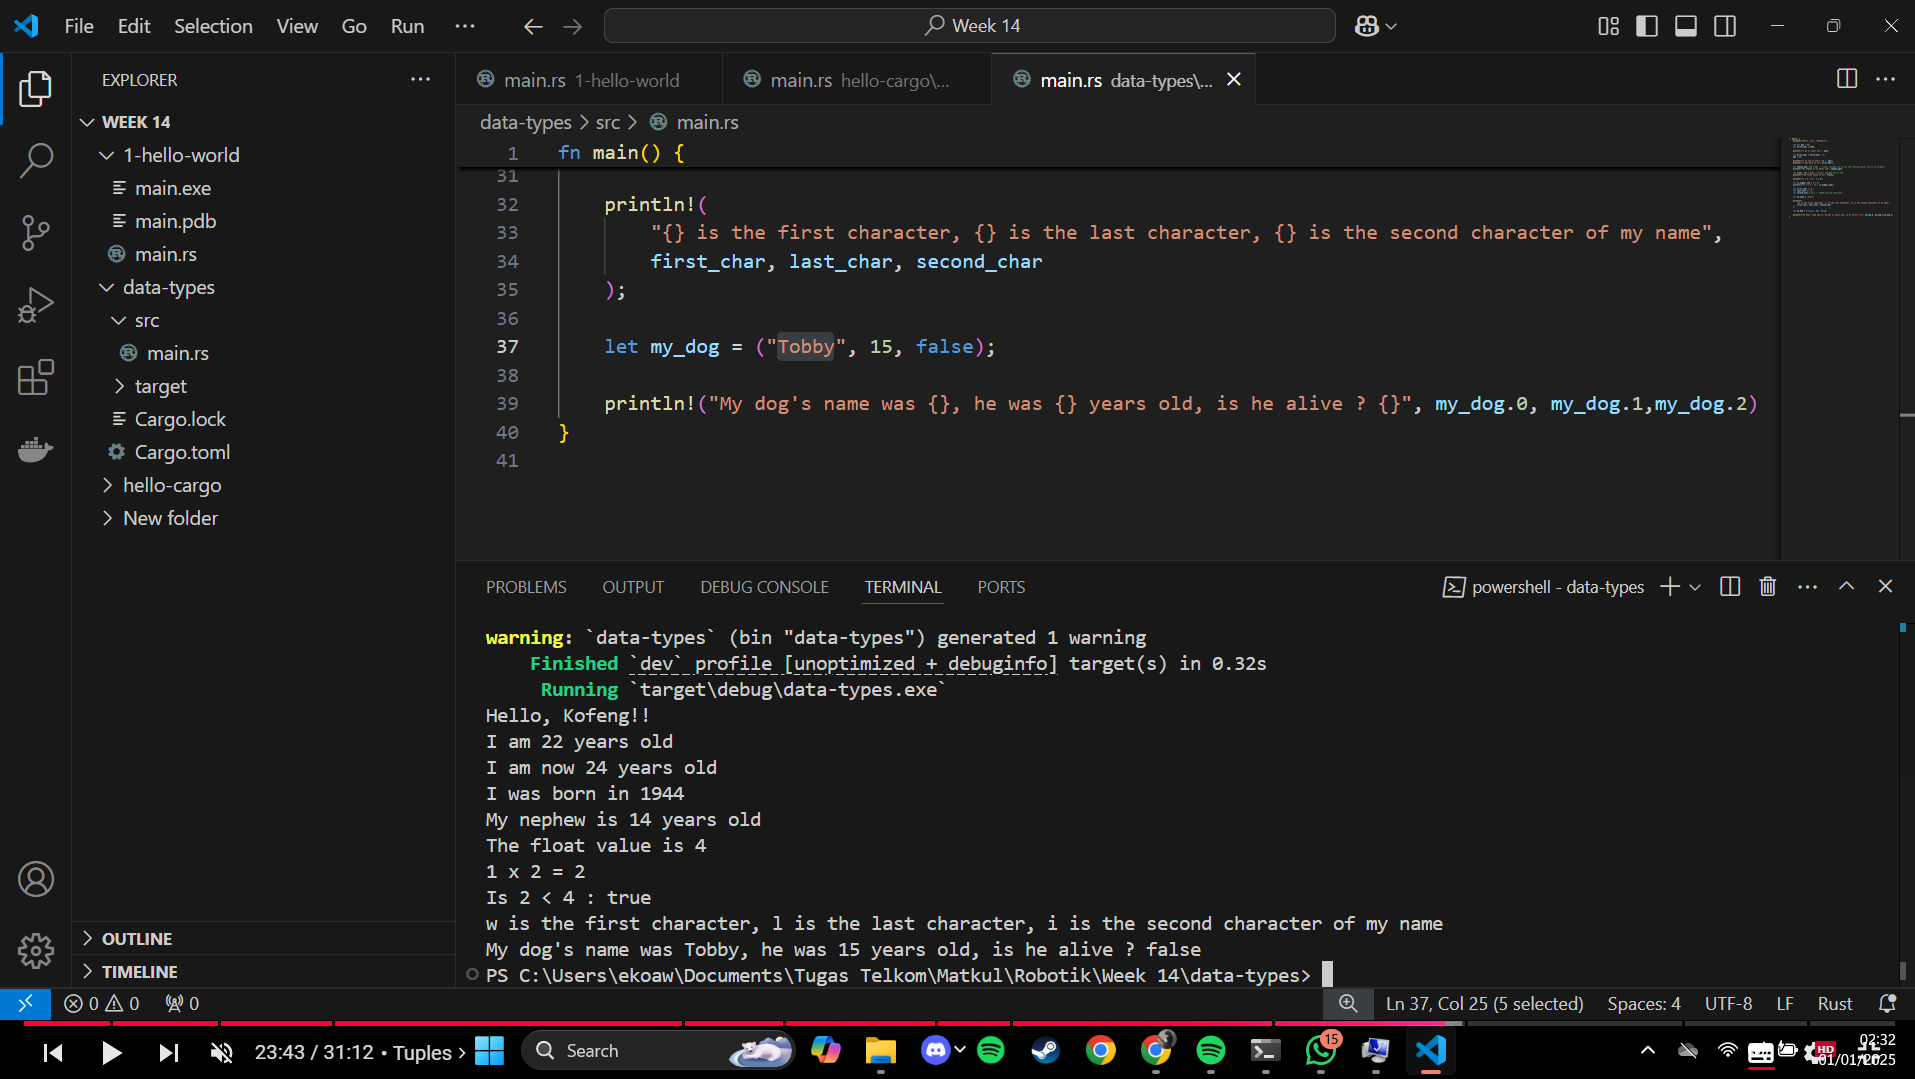 File Edit Selection View Go Run ··· Week 14
EXPLORER ···
WEEK 14
1-hello-world
main.exe
main.pdb
main.rs
data-types
src
main.rs
target
Cargo.lock
Cargo.toml
hello-cargo
New folder
OUTLINE
TIMELINE
main.rs 1-hello-world main.rs hello-cargo\... main.rs data-types\...
data-types > src > main.rs
1 fn main() {
31
32 println!(
33 "{} is the first character, {} is the last character, {} is the second character of my name",
34 first_char, last_char, second_char
35 );
36
37 let my_dog = ("Tobby", 15, false);
38
39 println!("My dog's name was {}, he was {} years old, is he alive ? {}", my_dog.0, my_dog.1,my_dog.2)
40 }
41
PROBLEMS OUTPUT DEBUG CONSOLE TERMINAL PORTS powershell - data-types
warning: `data-types` (bin "data-types") generated 1 warning
Finished `dev` profile [unoptimized + debuginfo] target(s) in 0.32s
Running `target\debug\data-types.exe`
Hello, Kofeng!!
I am 22 years old
I am now 24 years old
I was born in 1944
My nephew is 14 years old
The float value is 4
1 x 2 = 2
Is 2 < 4 : true
w is the first character, l is the last character, i is the second character of my name
My dog's name was Tobby, he was 15 years old, is he alive ? false
PS C:\Users\ekoaw\Documents\Tugas Telkom\Matkul\Robotik\Week 14\data-types>
0 0 0 Ln 37, Col 25 (5 selected) Spaces: 4 UTF-8 LF Rust
23:43 / 31:12 • Tuples > Search 15 HD 02:32
01/01/2025